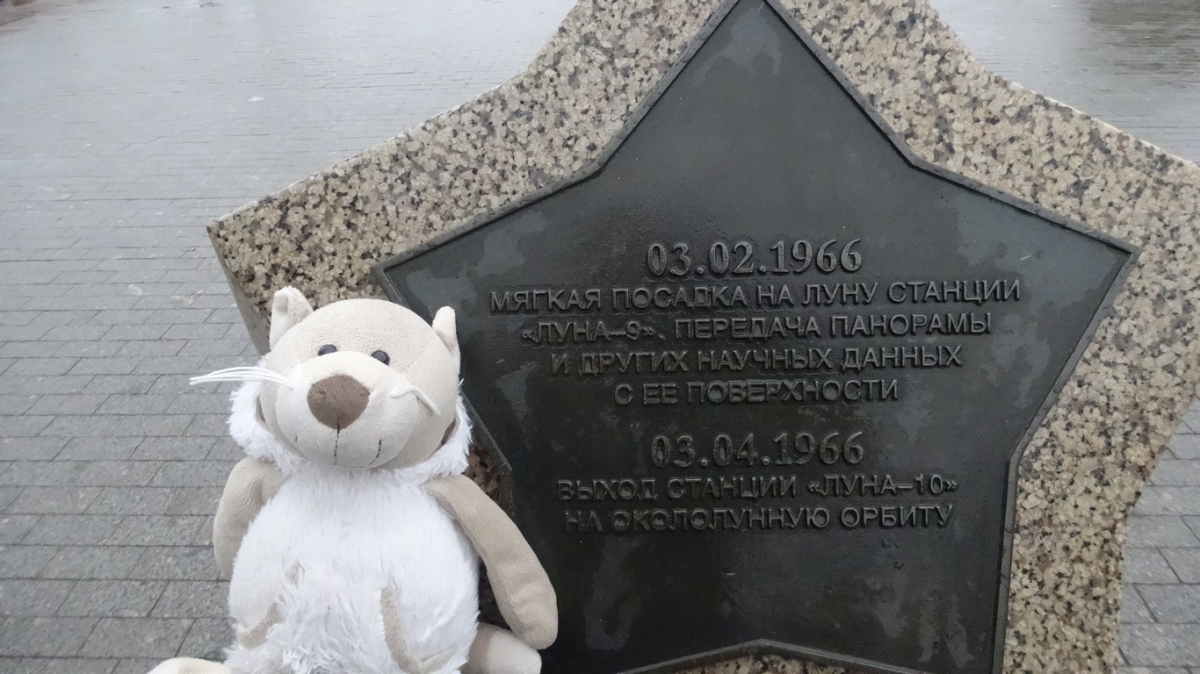 03.02.1966
МЯГКАЯ ПОСАДКА НА ЛУНУ СТАНЦИИ
«ЛУНА–9», ПЕРЕДАЧА ПАНОРАМЫ
И ДРУГИХ НАУЧНЫХ ДАННЫХ
С ЕЕ ПОВЕРХНОСТИ
03.04.1966
ВЫХОД СТАНЦИИ «ЛУНА–10»
НА ОКОЛОЛУННУЮ ОРБИТУ